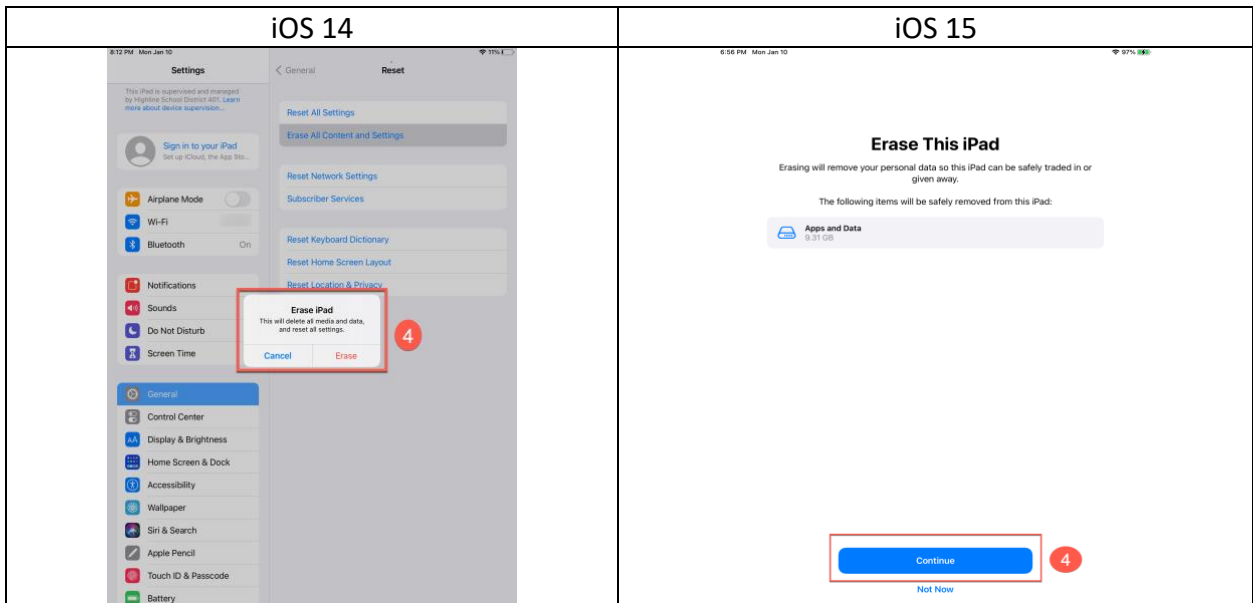 iOS 14
iOS 15
8:12 PM Mon Jan 10
11%
Settings
This iPad is supervised and managed
by Highline School District 401. Learn
more about device supervision...
Sign in to your iPad
Set up iCloud, the App Sto...
Airplane Mode
Wi-Fi
Bluetooth On
Notifications
Sounds
Do Not Disturb
Screen Time
General
Control Center
Display & Brightness
Home Screen & Dock
Accessibility
Wallpaper
Siri & Search
Apple Pencil
Touch ID & Passcode
Battery
General
Reset
Reset All Settings
Erase All Content and Settings
Reset Network Settings
Subscriber Services
Reset Keyboard Dictionary
Reset Home Screen Layout
Reset Location & Privacy
Erase iPad
This will delete all media and data,
and reset all settings.
Cancel Erase
4
6:56 PM Mon Jan 10
97%
Erase This iPad
Erasing will remove your personal data so this iPad can be safely traded in or
given away.
The following items will be safely removed from this iPad:
Apps and Data
9.31 GB
Continue
4
Not Now